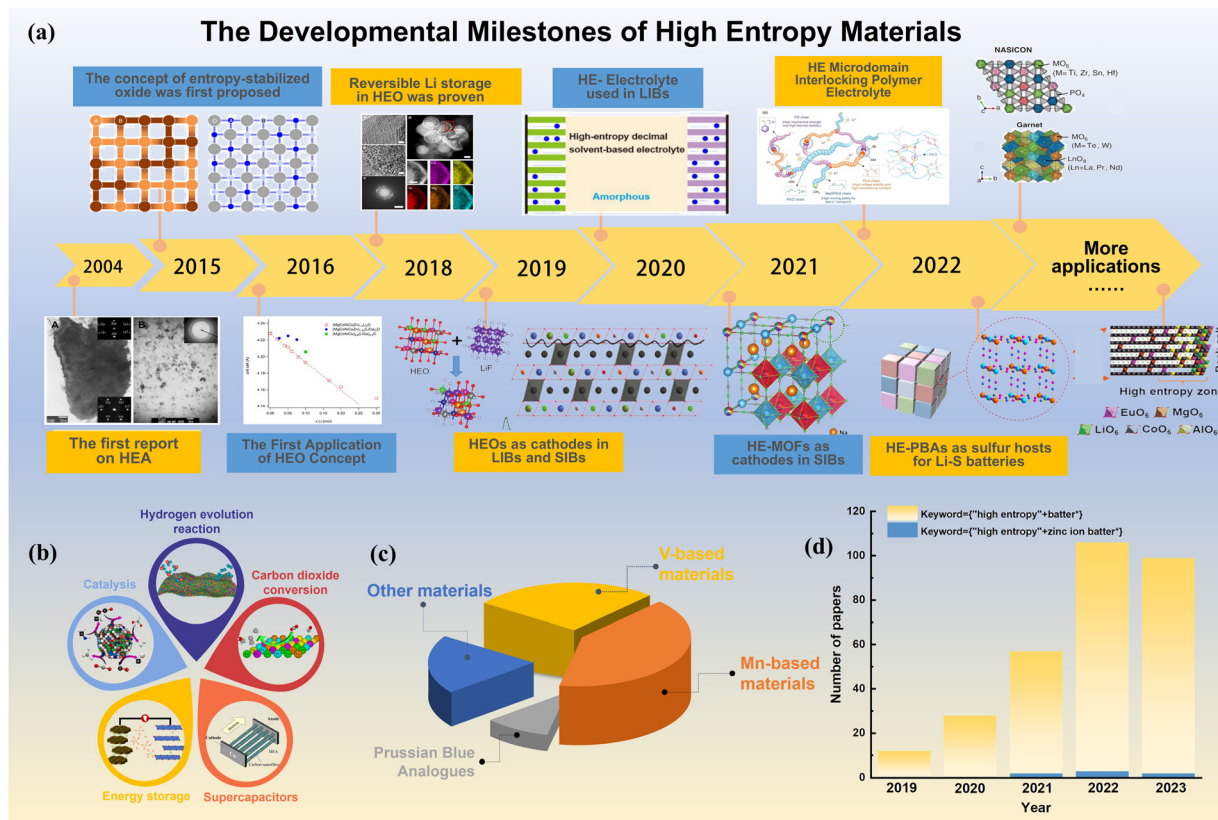 (a)
The Developmental Milestones of High Entropy Materials
The concept of entropy-stabilized
oxide was first proposed
Reversible Li storage
in HEO was proven
HE- Electrolyte
used in LIBs
HE Microdomain
Interlocking Polymer
Electrolyte
NASICON
MO6
(M= Ti, Zr, Sn, Hf)
PO4
Garnet
MO6
(M= Te, W)
LnO8
(Ln=La, Pr, Nd)
High-entropy decimal
solvent-based electrolyte
Amorphous
2004
2015
2016
2018
2019
2020
2021
2022
More
applications
......
A
B
HEO
+
LiF
Na
High entropy zon
EuO6
MgO6
LiO6
CoO6
AlO6
The first report
on HEA
The First Application
of HEO Concept
HEOs as cathodes in
LIBs and SIBs
HE-MOFs as
cathodes in SIBs
HE-PBAs as sulfur hosts
for Li-S batteries
(b)
Hydrogen evolution
reaction
Catalysis
Carbon dioxide
conversion
Energy storage
Supercapacitors
Anode
Cathode
HEA
Carbon nanofiber
(c)
V-based
materials
Other materials
Mn-based
materials
Prussian Blue
Analogues
(d)
Keyword={"high entropy"+batter*}
Keyword={"high entropy"+zinc ion batter*}
Number of papers
120
100
80
60
40
20
0
2019
2020
2021
2022
2023
Year